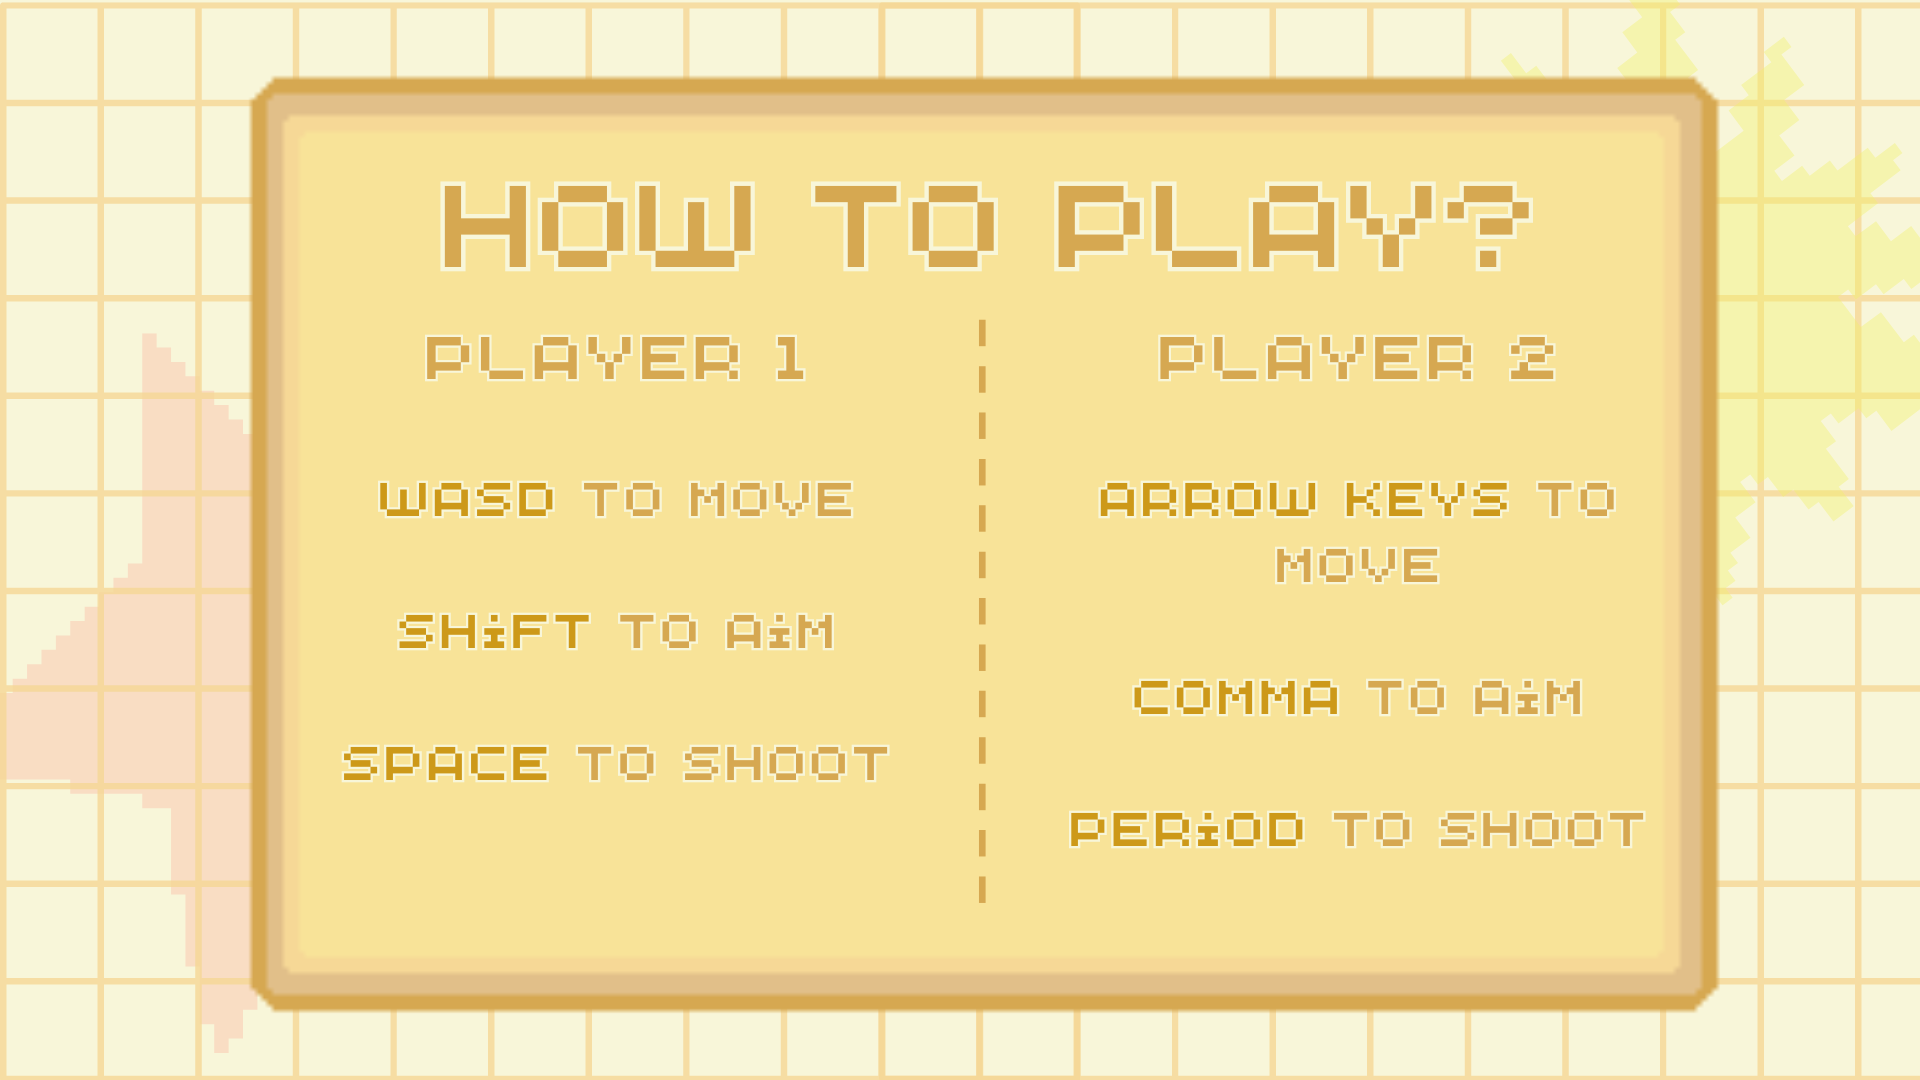 HOW TO PLAY?
PLAYER 1
WASD TO MOVE
SHiFT TO AiM
SPACE TO SHOOT
PLAYER 2
ARROW KEYS TO
MOVE
COMMA TO AiM
PERiOD TO SHOOT